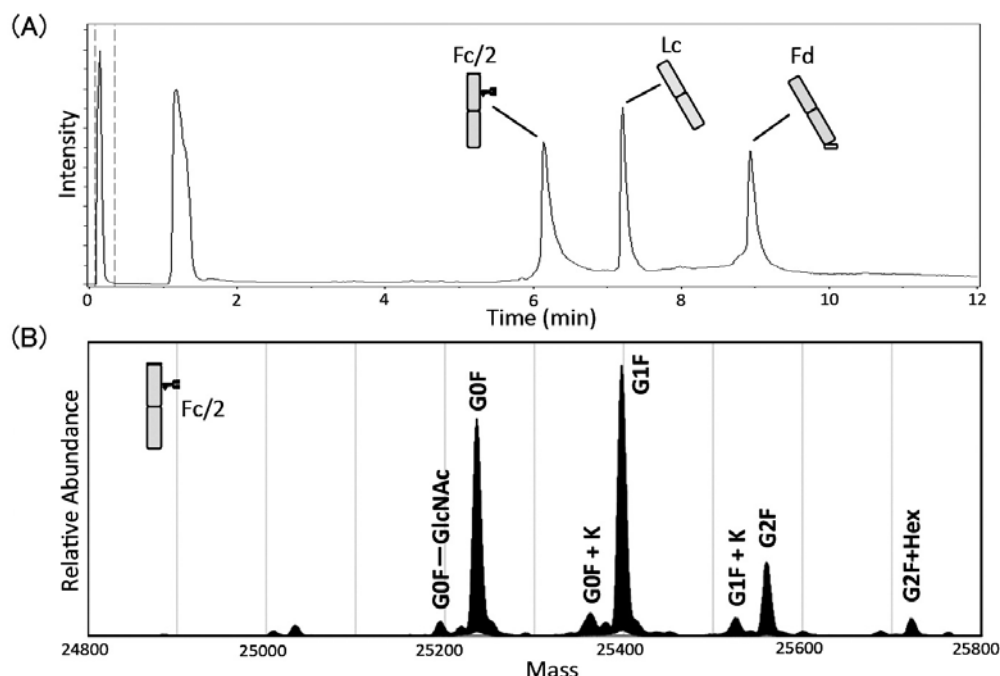 (A)
Intensity
Fc/2
Lc
Fd
0
2
4
6
8
10
12
Time (min)
(B)
Relative Abundance
Fc/2
G0F—GlcNAc
G0F
G0F + K
G1F
G1F + K
G2F
G2F+Hex
24800
25000
25200
25400
25600
25800
Mass